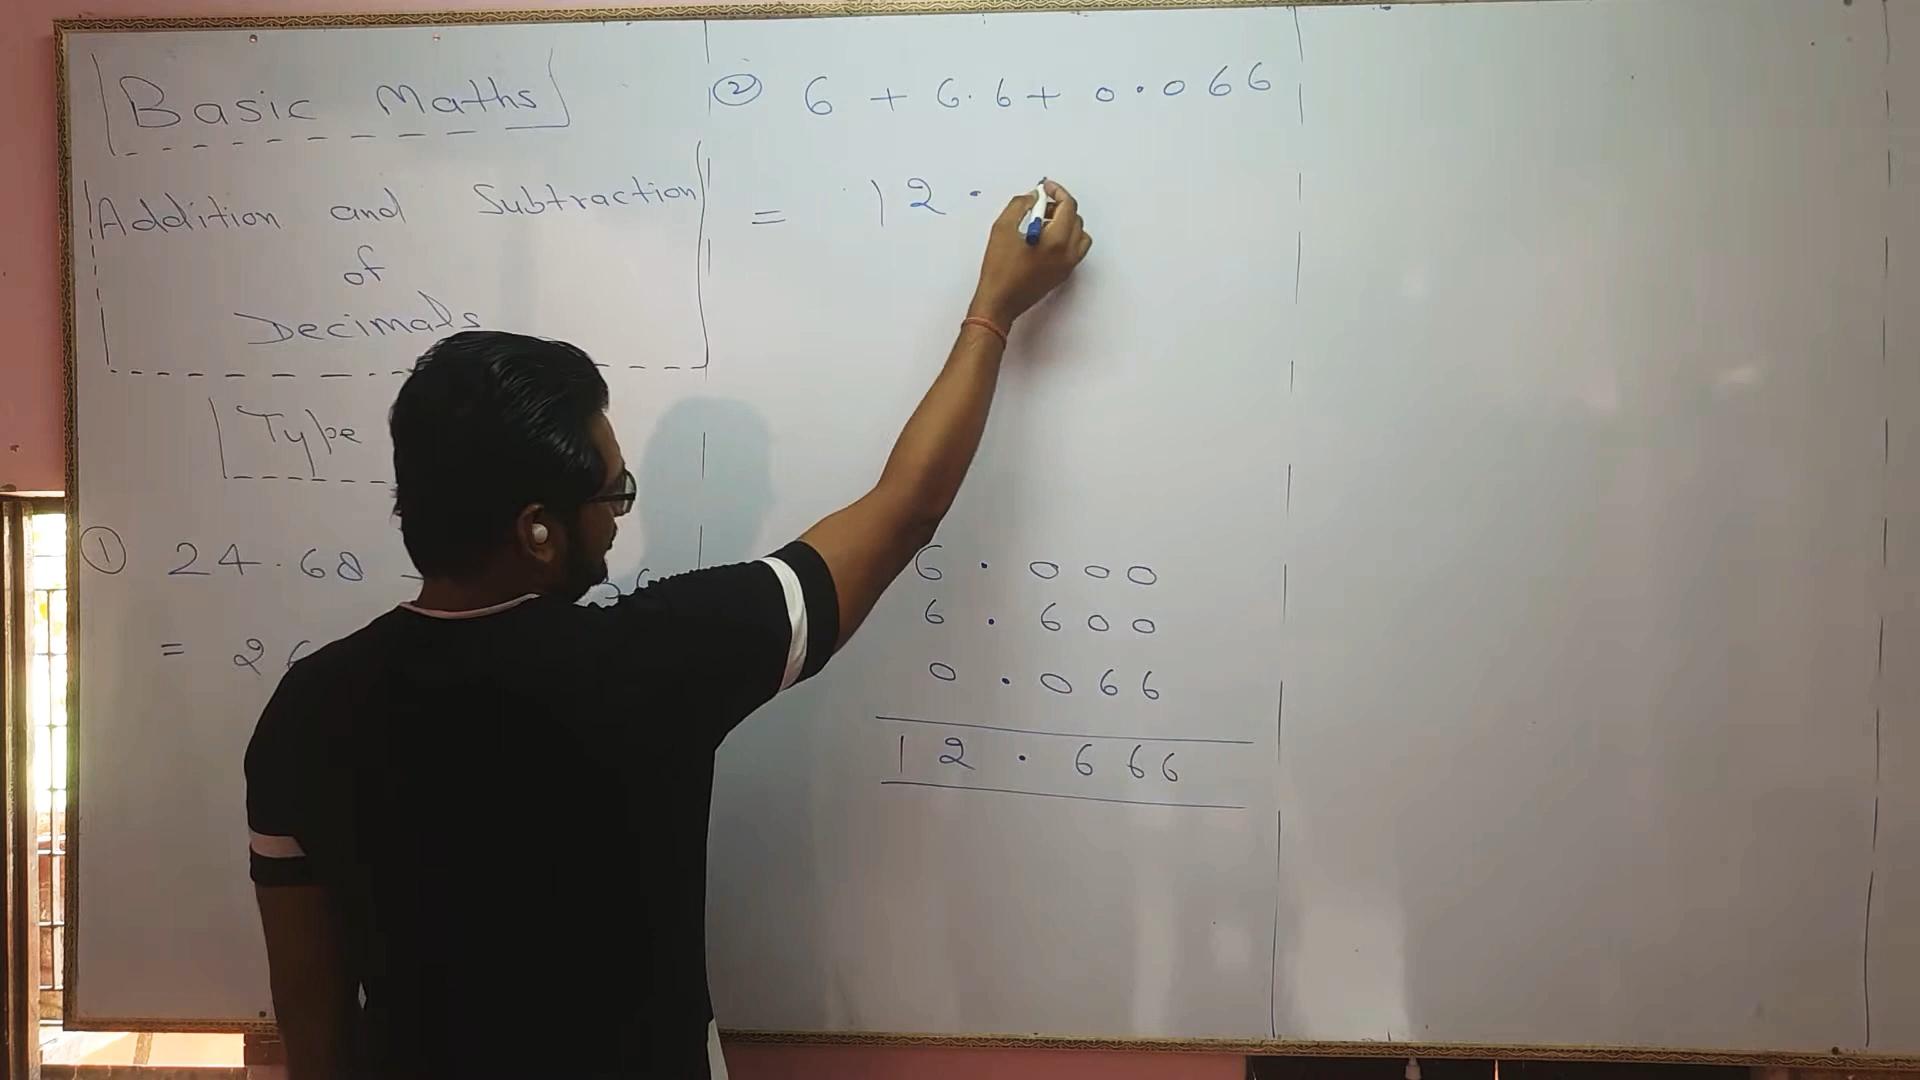 Basic Maths
Addition and Subtraction
of
Decimals
Type
① 24.68
= 26
② 6 + 6.6 + 0.066
= 12.
6.000
6.600
0.066
12.666